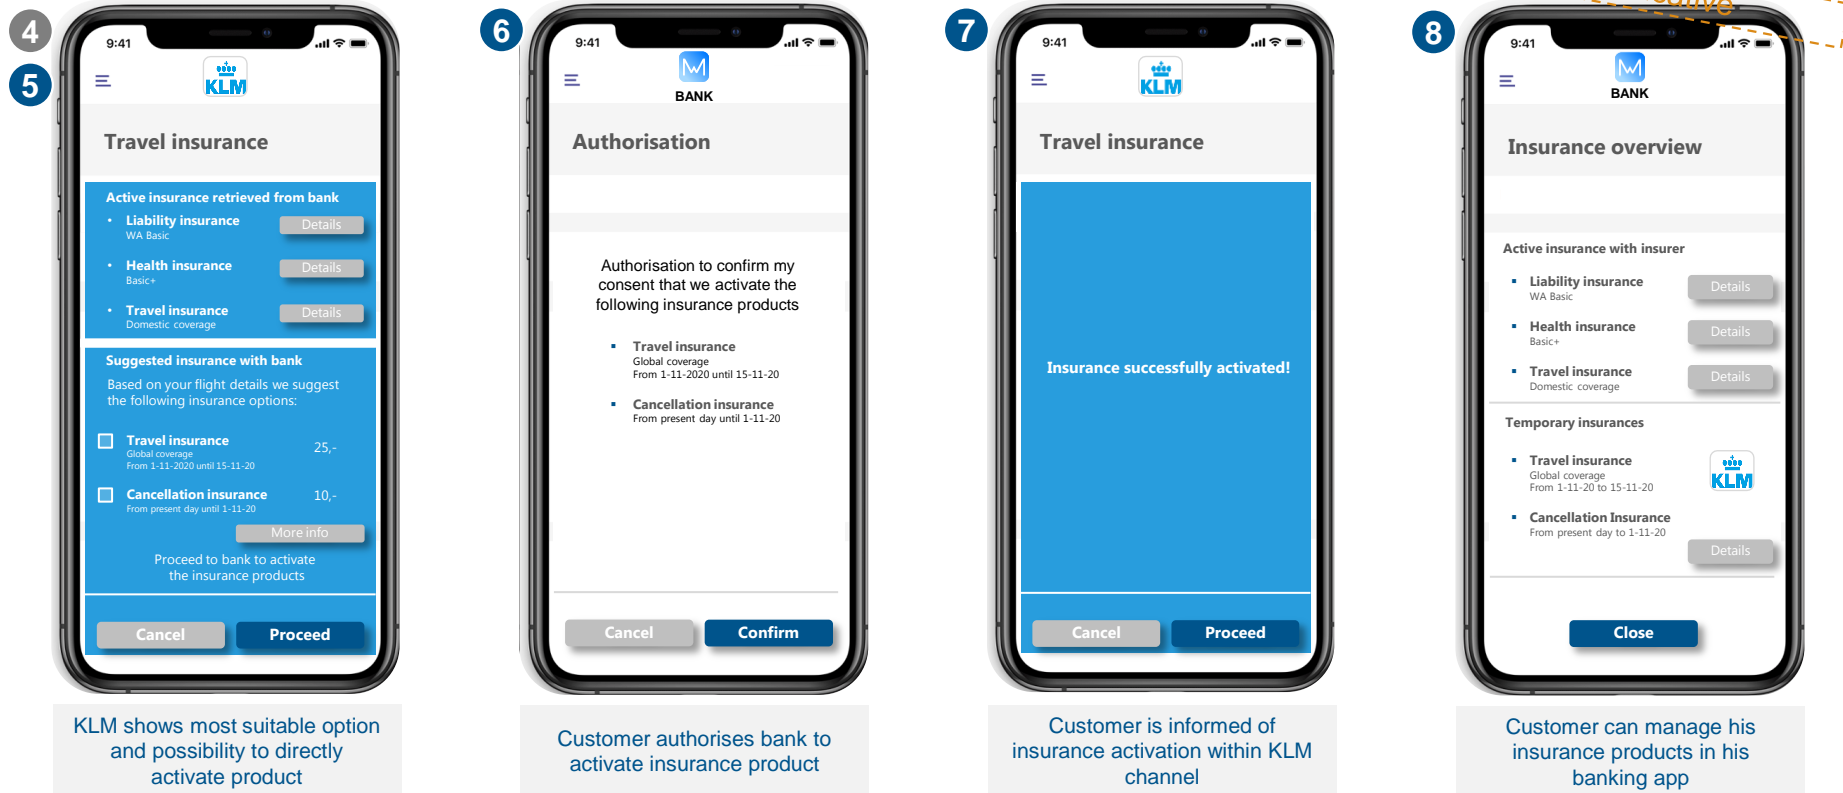 4
5
9:41
KLM
Travel insurance
Active insurance retrieved from bank
• Liability insurance
WA Basic
Details
• Health insurance
Basic+
Details
• Travel insurance
Domestic coverage
Details
Suggested insurance with bank
Based on your flight details we suggest
the following insurance options:
Travel insurance
Global coverage
From 1-11-2020 until 15-11-20
25,-
Cancellation insurance
From present day until 1-11-20
10,-
More info
Proceed to bank to activate
the insurance products
Cancel
Proceed
KLM shows most suitable option
and possibility to directly
activate product
6
9:41
BANK
Authorisation
Authorisation to confirm my
consent that we activate the
following insurance products
▪ Travel insurance
Global coverage
From 1-11-2020 until 15-11-20
▪ Cancellation insurance
From present day until 1-11-20
Cancel
Confirm
Customer authorises bank to
activate insurance product
7
9:41
KLM
Travel insurance
Insurance successfully activated!
Cancel
Proceed
Customer is informed of
insurance activation within KLM
channel
8
9:41
BANK
Insurance overview
Active insurance with insurer
▪ Liability insurance
WA Basic
Details
▪ Health insurance
Basic+
Details
▪ Travel insurance
Domestic coverage
Details
Temporary insurances
▪ Travel insurance
Global coverage
From 1-11-20 to 15-11-20
KLM
▪ Cancellation Insurance
From present day to 1-11-20
Details
Close
Customer can manage his
insurance products in his
banking app